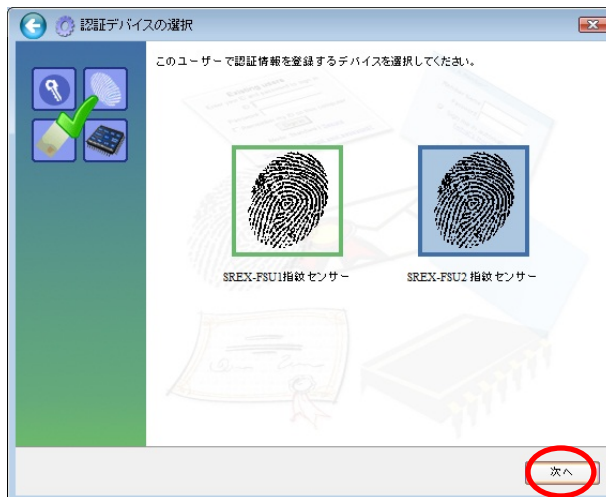 認証デバイスの選択
このユーザーで認証情報を登録するデバイスを選択してください。
SREX-FSU1指紋センサー
SREX-FSU2 指紋センサー
次へ